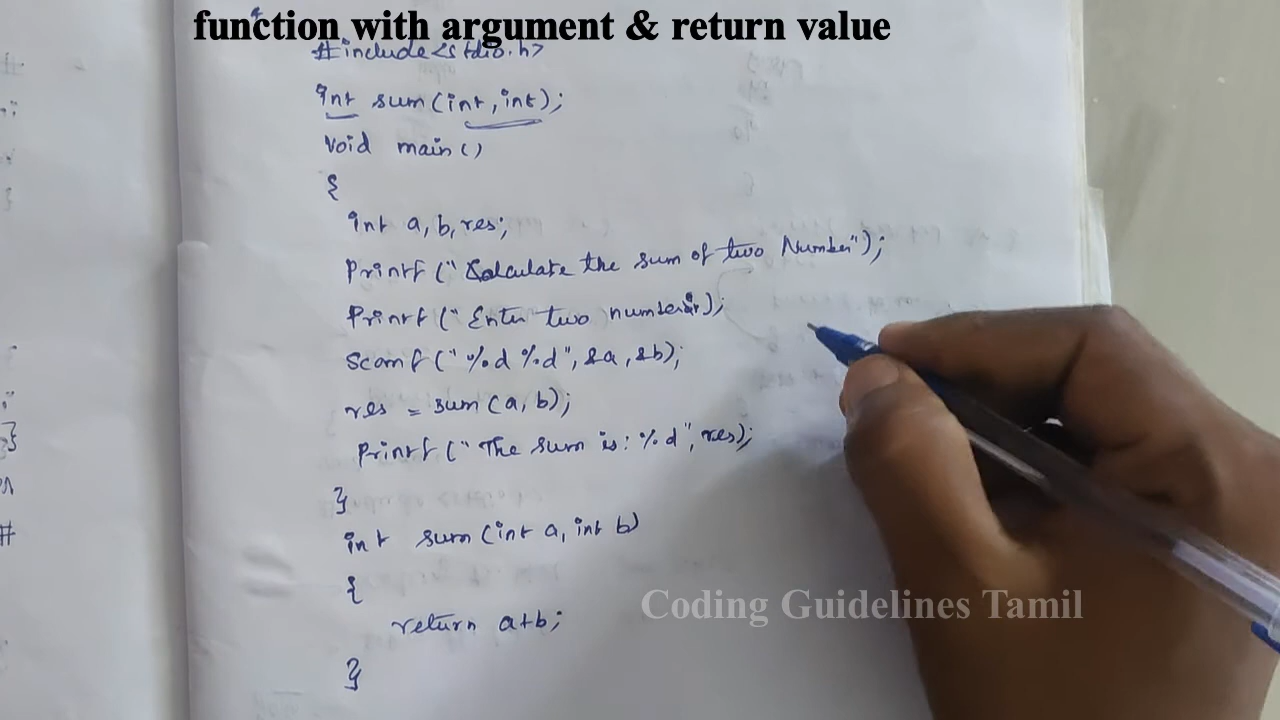 function with argument & return value
#include<stdio.h>
int sum(int,int);
void main()
{
int a, b, res;
Printf ("Calculate the sum of two Number");
Printf ("Enter two number");
Scanf ("%d %d", &a, &b);
res = sum(a, b);
Printf ("The sum is: %d", res);
}
int sum (int a, int b)
{
return a+b;
}
Coding Guidelines Tamil